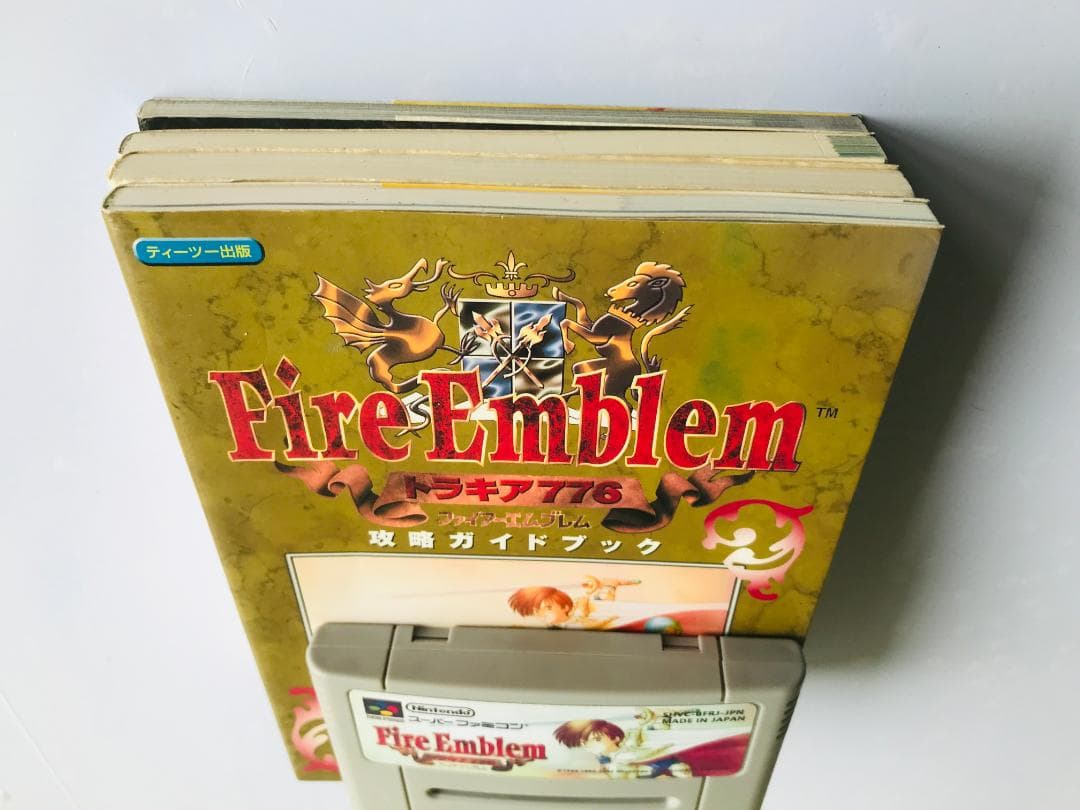 ティーツー出版
Fire Emblem TM
トラキア776
ファイアーエムブレム
攻略ガイドブック
Nintendo
スーパーファミコン
SHVC-BFRJ-JPN
MADE IN JAPAN
Fire Emblem